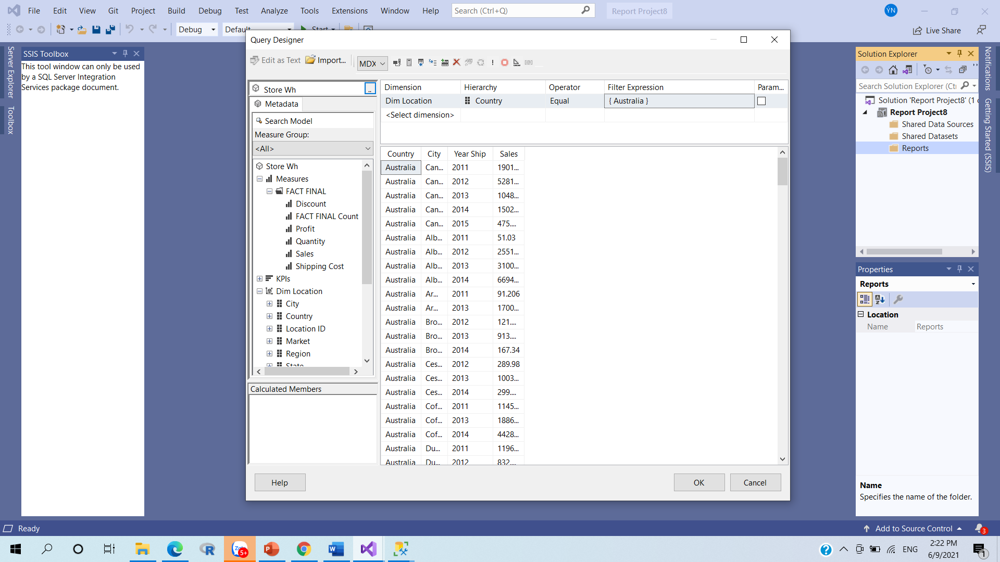 File Edit View Git Project Build Debug Test Analyze Tools Extensions Window Help Search (Ctrl+Q) Report Project8 YN
Debug Default Start Live Share
Server Explorer
Toolbox
SSIS Toolbox
This tool window can only be used
by a SQL Server Integration
Services package document.
Query Designer
Edit as Text Import... MDX
Store Wh ..
Metadata
Search Model
Measure Group:
<All>
Store Wh
Measures
FACT FINAL
Discount
FACT FINAL Count
Profit
Quantity
Sales
Shipping Cost
KPIs
Dim Location
City
Country
Location ID
Market
Region
State
Calculated Members
Dimension Hierarchy Operator Filter Expression Param...
Dim Location Country Equal { Australia }
<Select dimension>
Country City Year Ship Sales
Australia Can... 2011 1901...
Australia Can... 2012 5281...
Australia Can... 2013 1048...
Australia Can... 2014 1502...
Australia Can... 2015 475....
Australia Alb... 2011 51.03
Australia Alb... 2012 2551...
Australia Alb... 2013 3100...
Australia Alb... 2014 6694...
Australia Ar... 2011 91.206
Australia Ar... 2013 1700...
Australia Bro... 2012 121....
Australia Bro... 2013 913....
Australia Bro... 2014 167.34
Australia Ces... 2012 289.98
Australia Ces... 2013 1003...
Australia Ces... 2014 299....
Australia Cof... 2011 1145...
Australia Cof... 2013 1886...
Australia Cof... 2014 4428...
Australia Du... 2011 1196...
Australia Du... 2012 832....
Help OK Cancel
Solution Explorer
Search Solution Explorer (Ctr
Solution 'Report Project8' (1 o
Report Project8
Shared Data Sources
Shared Datasets
Reports
Notifications
Getting Started (SSIS)
Properties
Reports
Location
Name Reports
Name
Specifies the name of the folder.
Ready Add to Source Control 3
5+ ENG 2:22 PM
6/9/2021 1